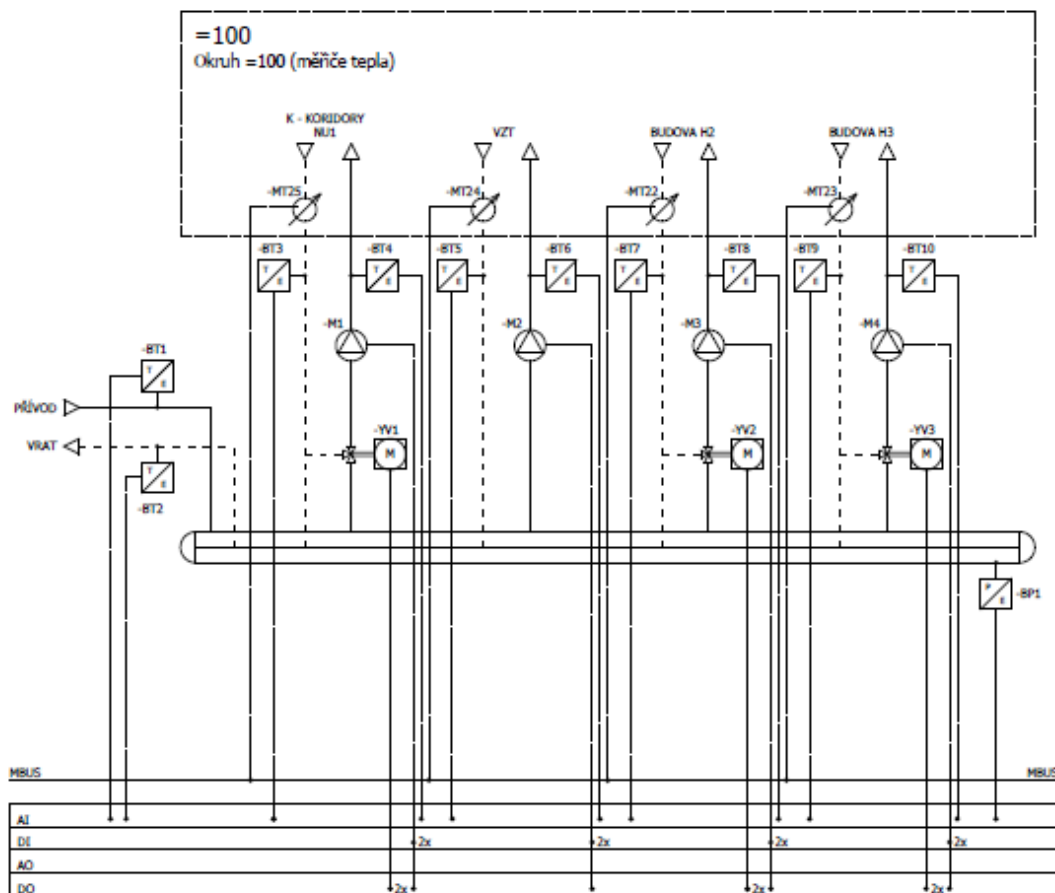 =100
Okruh =100 (měřiče tepla)
K - KORIDORY
NU1
VZT
BUDOVA H2
BUDOVA H3
-MT25
-MT24
-MT22
-MT23
-BT3
-BT4
-BT5
-BT6
-BT7
-BT8
-BT9
-BT10
T
E
T
E
T
E
T
E
T
E
T
E
T
E
T
E
-M1
-M2
-M3
-M4
-BT1
T
E
PŘÍVOD
VRAT
-YV1
M
-YV2
M
-YV3
M
T
E
-BT2
P
E
-BP1
MBUS
MBUS
AI
DI
2x
2x
2x
2x
AO
DO
2x
2x
2x